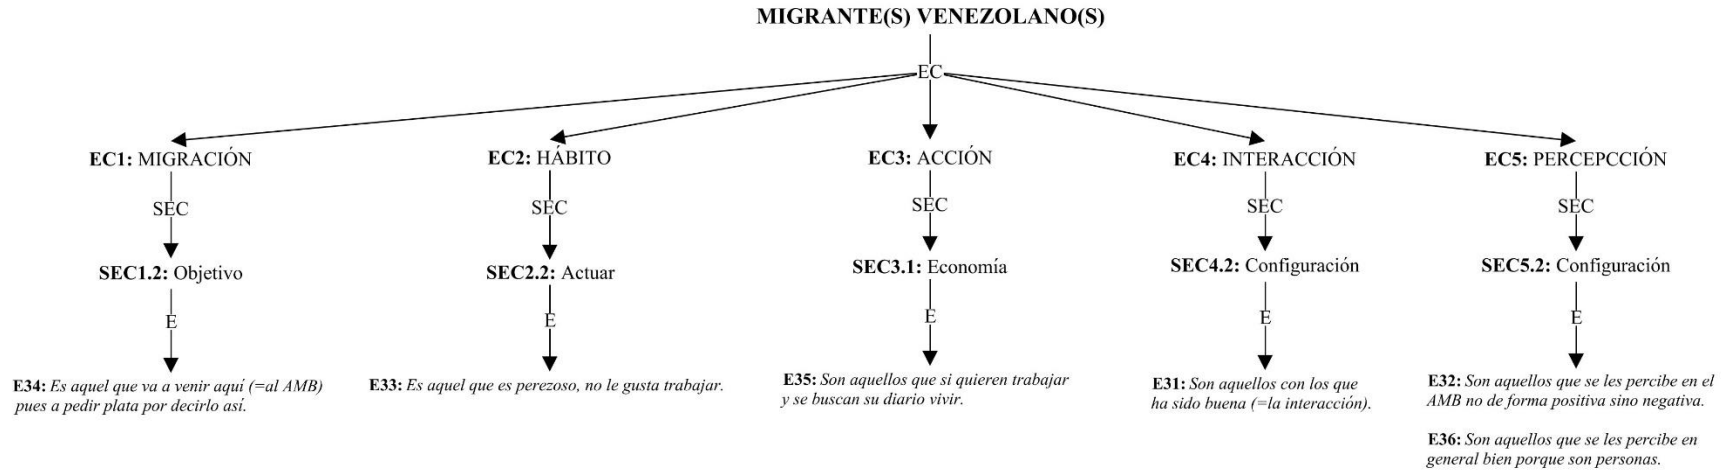 MIGRANTE(S) VENEZOLANO(S)
EC
EC1: MIGRACIÓN
EC2: HÁBITO
EC3: ACCIÓN
EC4: INTERACCIÓN
EC5: PERCEPCCIÓN
SEC
SEC
SEC
SEC
SEC
SEC1.2: Objetivo
SEC2.2: Actuar
SEC3.1: Economía
SEC4.2: Configuración
SEC5.2: Configuración
E
E
E
E
E
E34: Es aquel que va a venir aquí (=al AMB)
pues a pedir plata por decirlo así.
E33: Es aquel que es perezoso, no le gusta trabajar.
E35: Son aquellos que si quieren trabajar
y se buscan su diario vivir.
E31: Son aquellos con los que
ha sido buena (=la interacción).
E32: Son aquellos que se les percibe en el
AMB no de forma positiva sino negativa.
E36: Son aquellos que se les percibe en
general bien porque son personas.